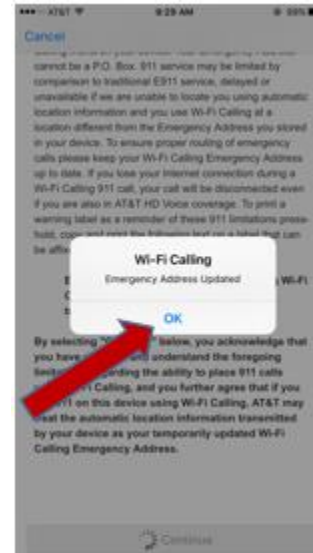 AT&T 9:29 AM
Cancel
cannot be a P.O. Box. 911 service may be limited by
comparison to traditional E911 service, delayed or
unavailable if we are unable to locate you using automatic
location information and you use Wi-Fi Calling at a
location different from the Emergency Address you stored
in your device. To ensure proper routing of emergency
calls please keep your Wi-Fi Calling Emergency Address
up to date. If you lose your Internet connection during a
Wi-Fi Calling 911 call, your call will be disconnected even
if you are also in AT&T HD Voice coverage. To print a
warning label as a reminder of these 911 limitations press-
hold, copy and print the following text on a label that can
be
Wi-Fi Calling
Emergency Address Updated
Wi-Fi
OK
By selecting below, you acknowledge that
you have and understand the foregoing
regarding the ability to place 911 calls
Calling, and you further agree that if you
911 on this device using Wi-Fi Calling, AT&T may
treat the automatic location information transmitted
by your device as your temporarily updated Wi-Fi
Calling Emergency Address.
Continue